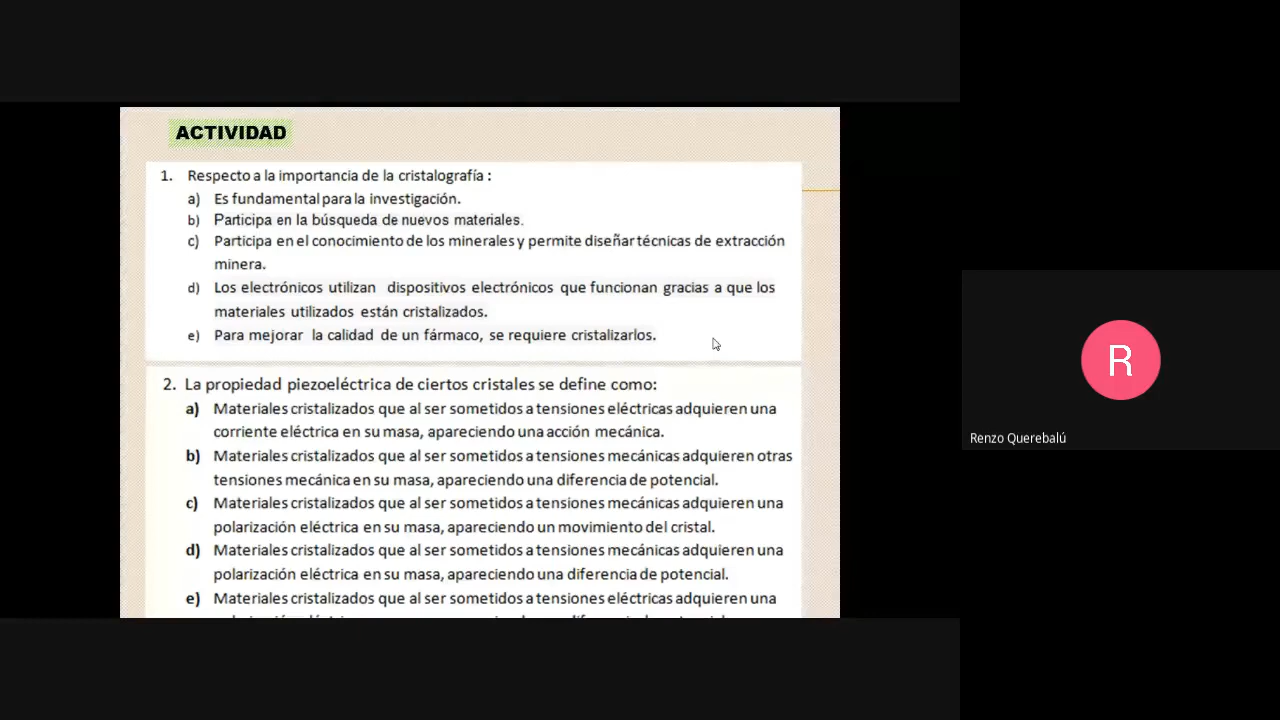 ACTIVIDAD
1. Respecto a la importancia de la cristalografía :
a) Es fundamental para la investigación.
b) Participa en la búsqueda de nuevos materiales.
c) Participa en el conocimiento de los minerales y permite diseñar técnicas de extracción
minera.
d) Los electrónicos utilizan dispositivos electrónicos que funcionan gracias a que los
materiales utilizados están cristalizados.
e) Para mejorar la calidad de un fármaco, se requiere cristalizarlos.
2. La propiedad piezoeléctrica de ciertos cristales se define como:
a) Materiales cristalizados que al ser sometidos a tensiones eléctricas adquieren una
corriente eléctrica en su masa, apareciendo una acción mecánica.
b) Materiales cristalizados que al ser sometidos a tensiones mecánicas adquieren otras
tensiones mecánica en su masa, apareciendo una diferencia de potencial.
c) Materiales cristalizados que al ser sometidos a tensiones mecánicas adquieren una
polarización eléctrica en su masa, apareciendo un movimiento del cristal.
d) Materiales cristalizados que al ser sometidos a tensiones mecánicas adquieren una
polarización eléctrica en su masa, apareciendo una diferencia de potencial.
e) Materiales cristalizados que al ser sometidos a tensiones eléctricas adquieren una
R
Renzo Querebalú